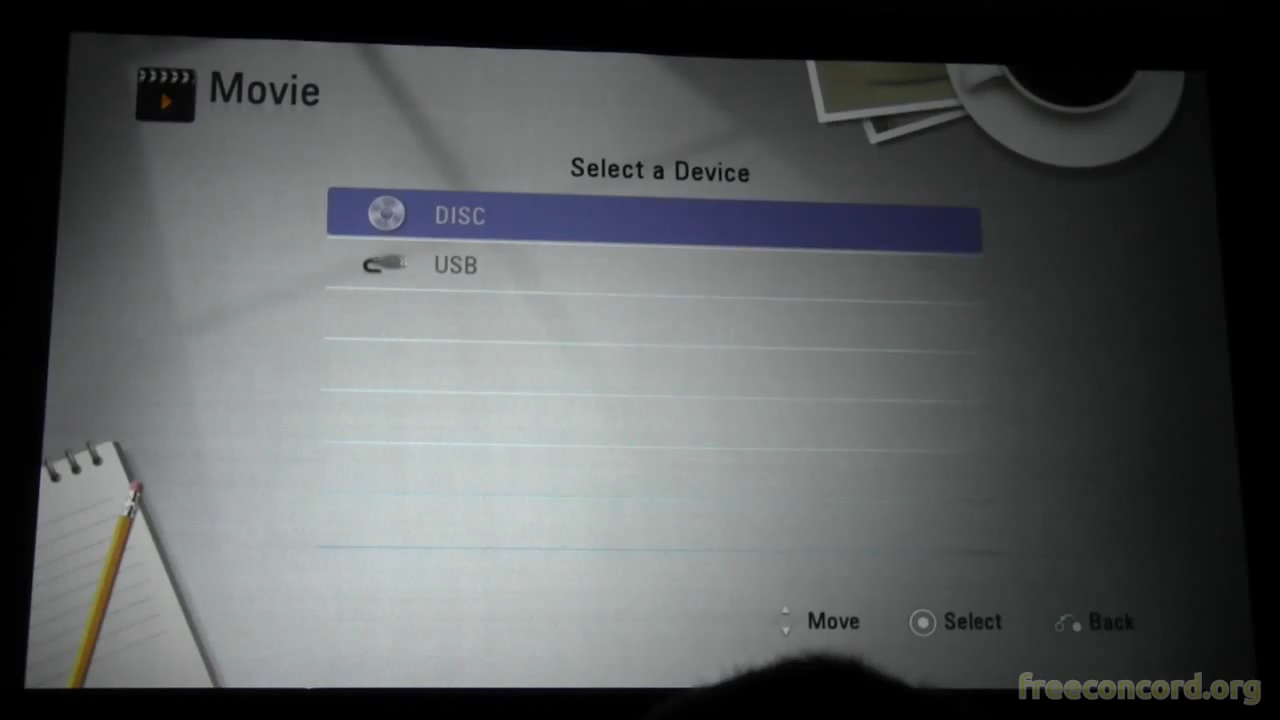 Movie
Select a Device
DISC
USB
Move Select Back
freeconcord.org